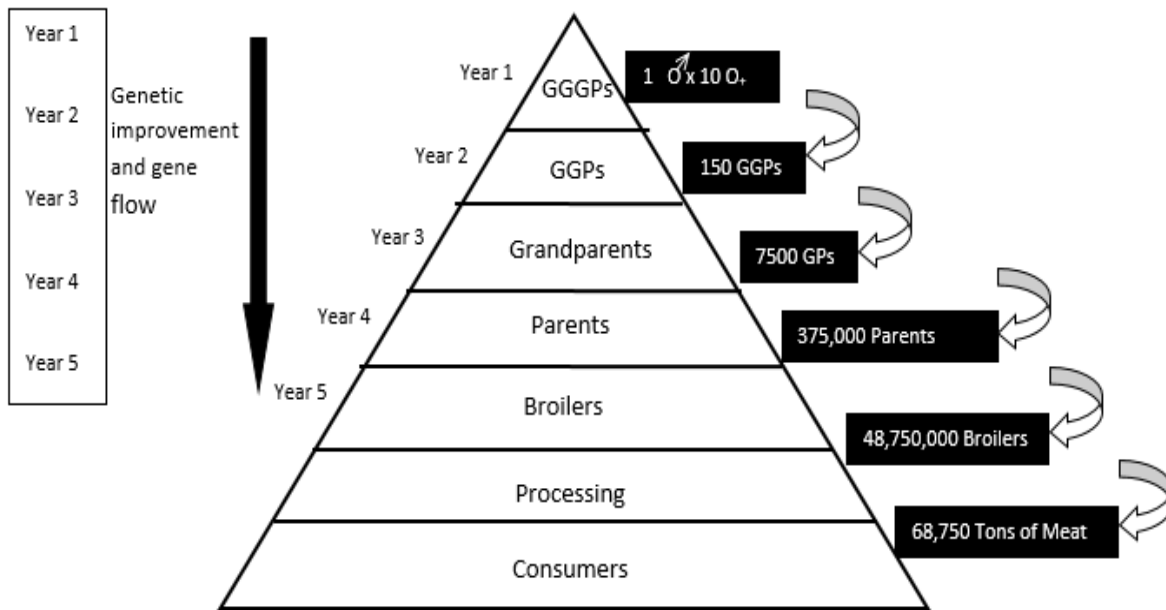 Year 1
Year 2
Year 3
Year 4
Year 5
Genetic
improvement
and gene
flow
Year 1
GGGPs
1 O x 10 O+
Year 2
GGPs
150 GGPs
Year 3
Grandparents
7500 GPs
Year 4
Parents
375,000 Parents
Year 5
Broilers
48,750,000 Broilers
Processing
68,750 Tons of Meat
Consumers